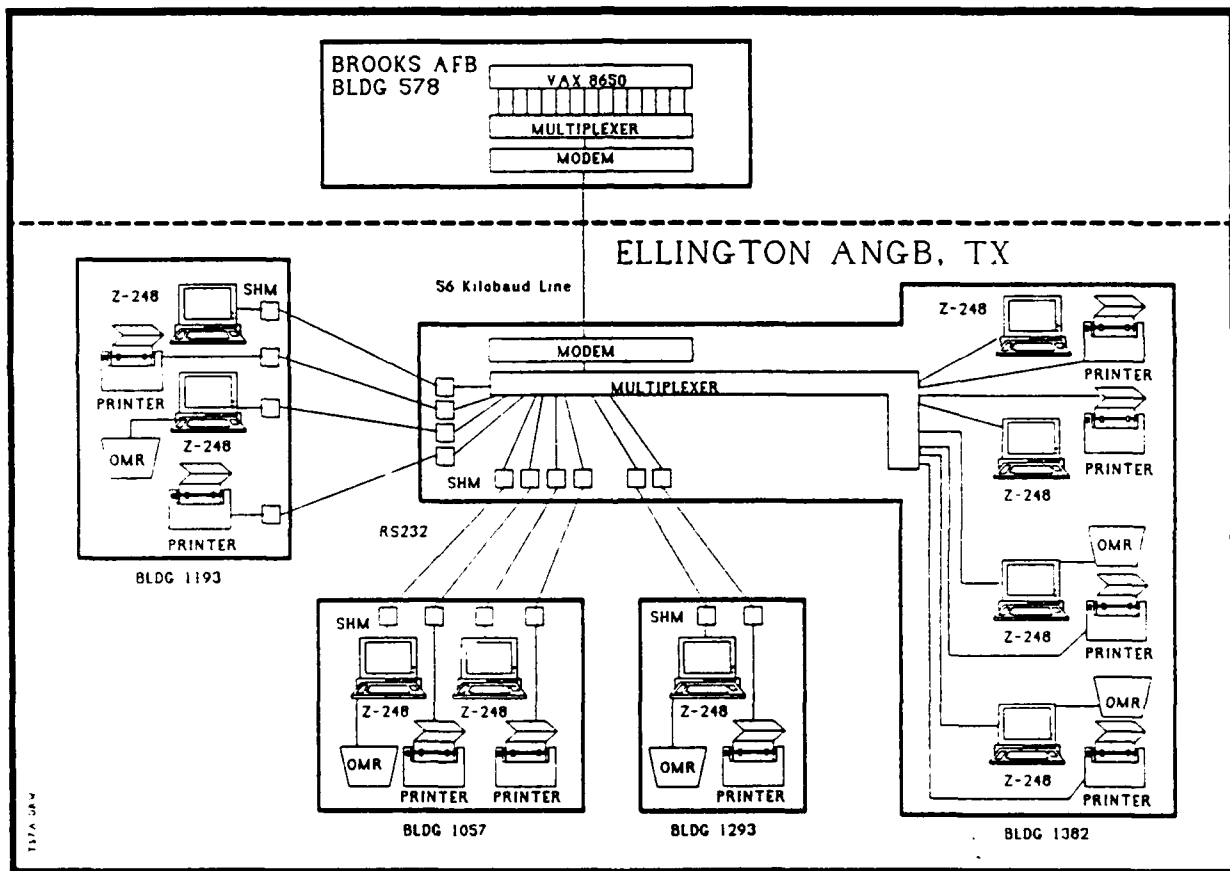 BROOKS AFB
BLDG 578
VAX 8650
MULTIPLEXER
MODEM
ELLINGTON ANGB, TX
56 Kilobaud Line
Z-248
SHM
PRINTER
Z-248
OMR
PRINTER
BLDG 1193
MODEM
MULTIPLEXER
SHM
RS232
Z-248
PRINTER
Z-248
PRINTER
OMR
Z-248
PRINTER
OMR
Z-248
PRINTER
BLDG 1382
SHM
Z-248
Z-248
OMR
PRINTER
PRINTER
BLDG 1057
SHM
Z-248
OMR
PRINTER
BLDG 1293